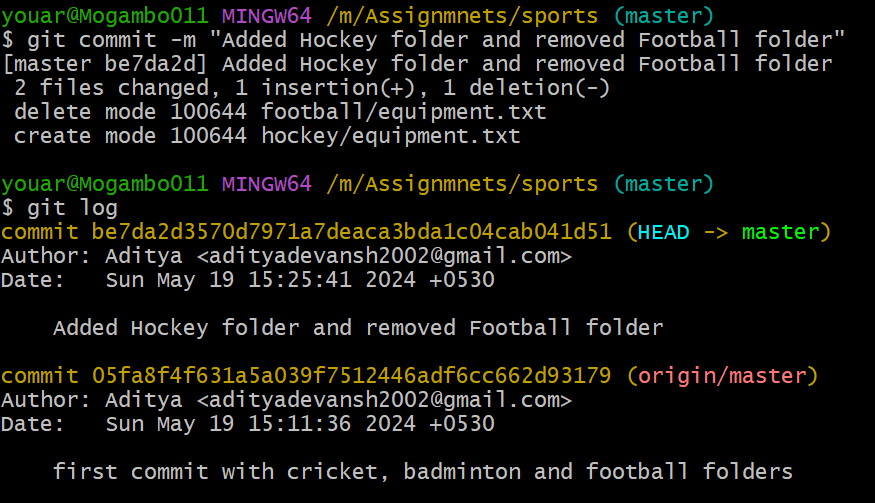 youar@Mogambo011 MINGW64 /m/Assignmnets/sports (master)
$ git commit -m "Added Hockey folder and removed Football folder"
[master be7da2d] Added Hockey folder and removed Football folder
 2 files changed, 1 insertion(+), 1 deletion(-)
 delete mode 100644 football/equipment.txt
 create mode 100644 hockey/equipment.txt
youar@Mogambo011 MINGW64 /m/Assignmnets/sports (master)
$ git log
commit be7da2d3570d7971a7deaca3bda1c04cab041d51 (HEAD -> master)
Author: Aditya <adityadevansh2002@gmail.com>
Date:   Sun May 19 15:25:41 2024 +0530
    Added Hockey folder and removed Football folder
commit 05fa8f4f631a5a039f7512446adf6cc662d93179 (origin/master)
Author: Aditya <adityadevansh2002@gmail.com>
Date:   Sun May 19 15:11:36 2024 +0530
    first commit with cricket, badminton and football folders